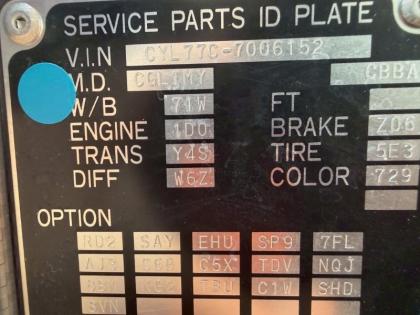 SERVICE PARTS ID PLATE
V.I.N CYL77C-7006152
M.D. CBBA
W/B 71W FT
ENGINE 1D0 BRAKE Z06
TRANS Y4S TIRE 5E3
DIFF W6Z COLOR 729
OPTION
RD2 SAY EHU SP9 7FL
C5X TDV NQJ
C1W SHD
SVN